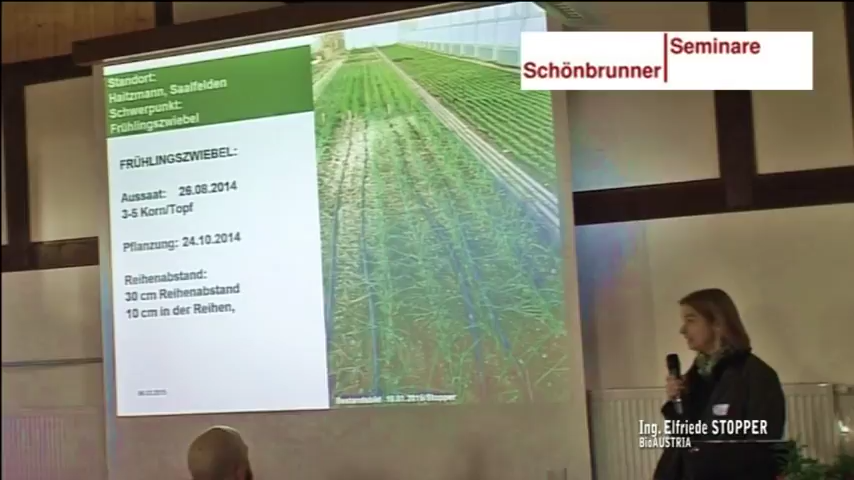 Standort:
Haitzmann, Saalfelden
Schwerpunkt:
Frühlingszwiebel
FRÜHLINGSZWIEBEL:
Aussaat: 26.08.2014
3-5 Korn/Topf
Pflanzung: 24.10.2014
Reihenabstand:
30 cm Reihenabstand
10 cm in der Reihen,
Schönbrunner Seminare
Ing. Elfriede STOPPER
BioAUSTRIA